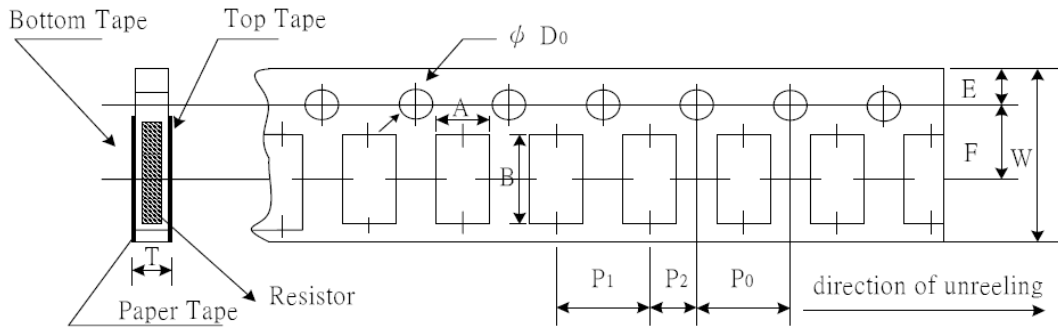 Bottom Tape
Top Tape
ϕ D0
E
A
F
W
B
T
P1
P2
P0
direction of unreeling
Resistor
Paper Tape